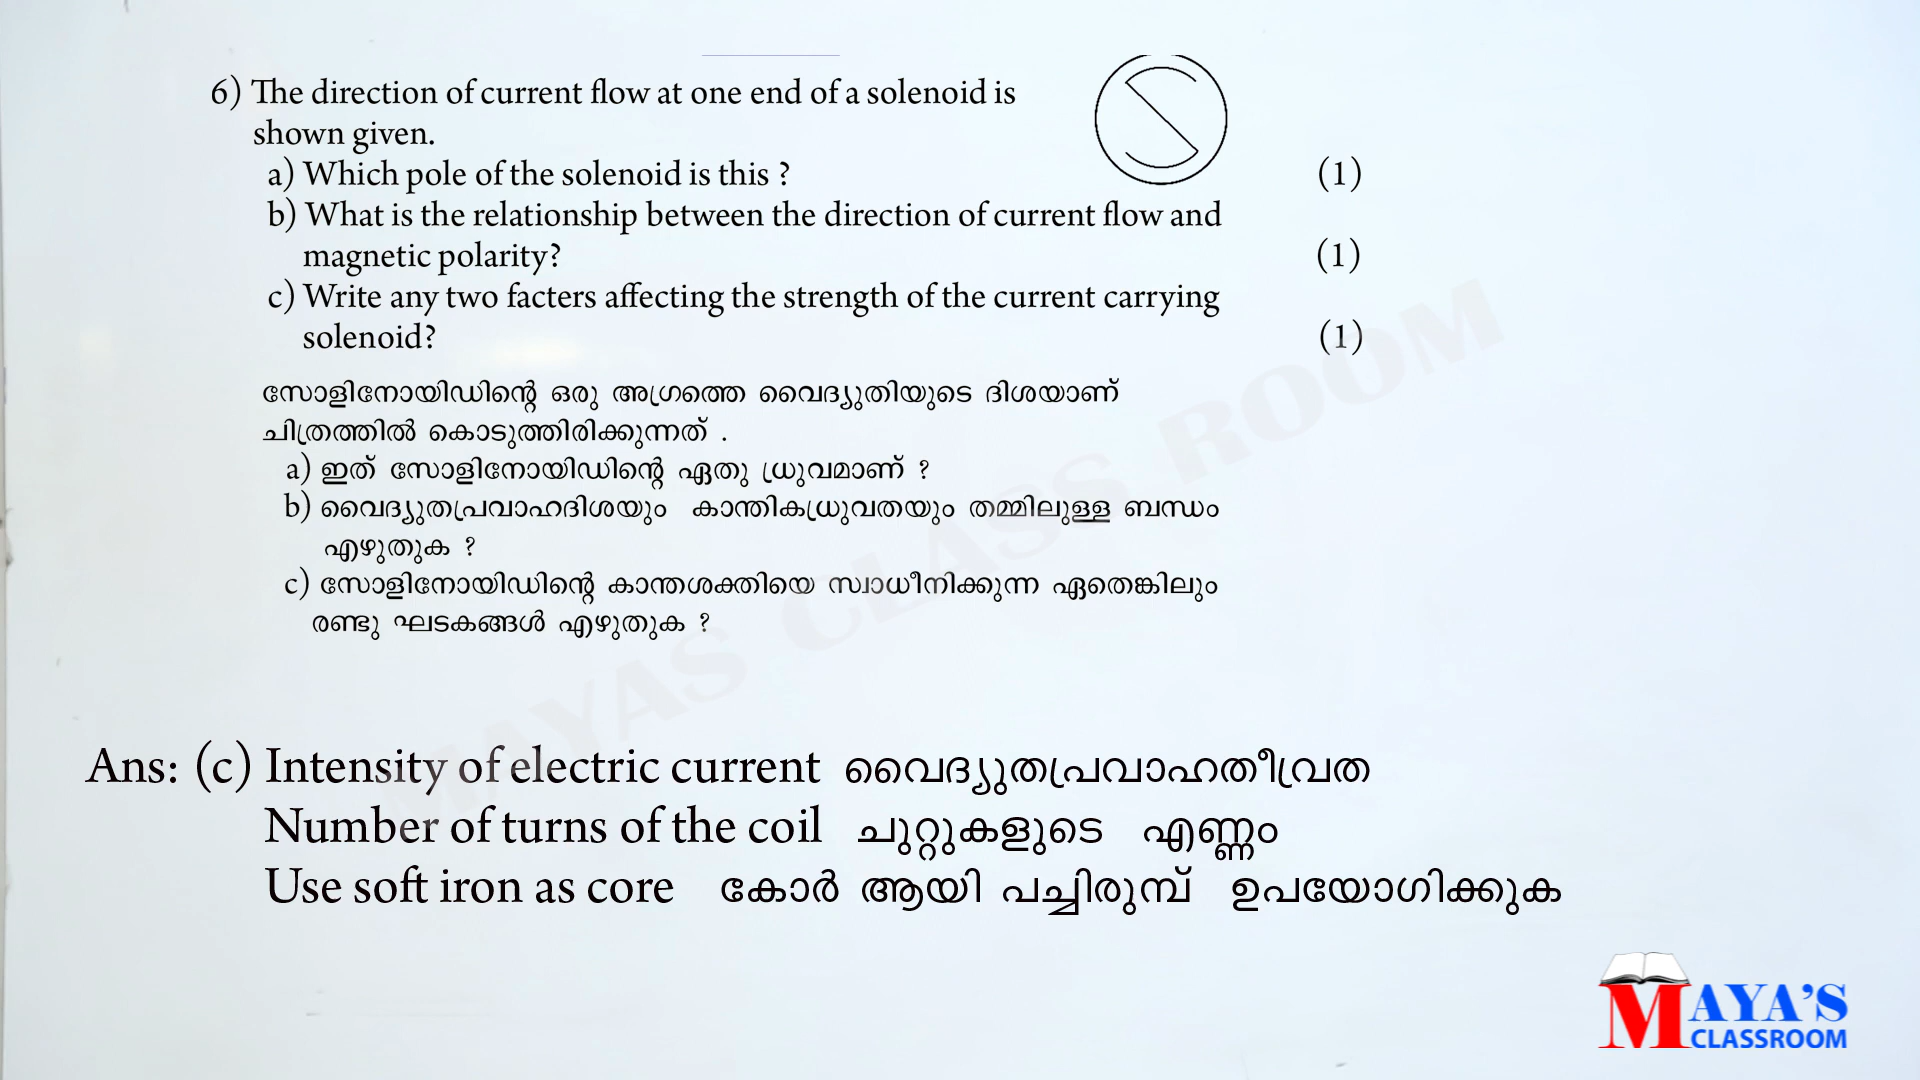 6) The direction of current flow at one end of a solenoid is
shown given.
a) Which pole of the solenoid is this ? (1)
b) What is the relationship between the direction of current flow and
magnetic polarity? (1)
c) Write any two facters affecting the strength of the current carrying
solenoid? (1)
സോളിനോയിഡിന്റെ ഒരു അഗ്രത്തെ വൈദ്യുതിയുടെ ദിശയാണ്
ചിത്രത്തിൽ കൊടുത്തിരിക്കുന്നത് .
a) ഇത് സോളിനോയിഡിന്റെ ഏതു ധ്രുവമാണ് ?
b) വൈദ്യുതപ്രവാഹദിശയും കാന്തികധ്രുവതയും തമ്മിലുള്ള ബന്ധം
എഴുതുക ?
c) സോളിനോയിഡിന്റെ കാന്തശക്തിയെ സ്വാധീനിക്കുന്ന ഏതെങ്കിലും
രണ്ടു ഘടകങ്ങൾ എഴുതുക ?
MAYAS CLASS ROOM
Ans: (c) Intensity of electric current വൈദ്യുതപ്രവാഹതീവ്രത
Number of turns of the coil ചുറ്റുകളുടെ എണ്ണം
Use soft iron as core കോർ ആയി പച്ചിരുമ്പ് ഉപയോഗിക്കുക
MAYA'S
CLASSROOM